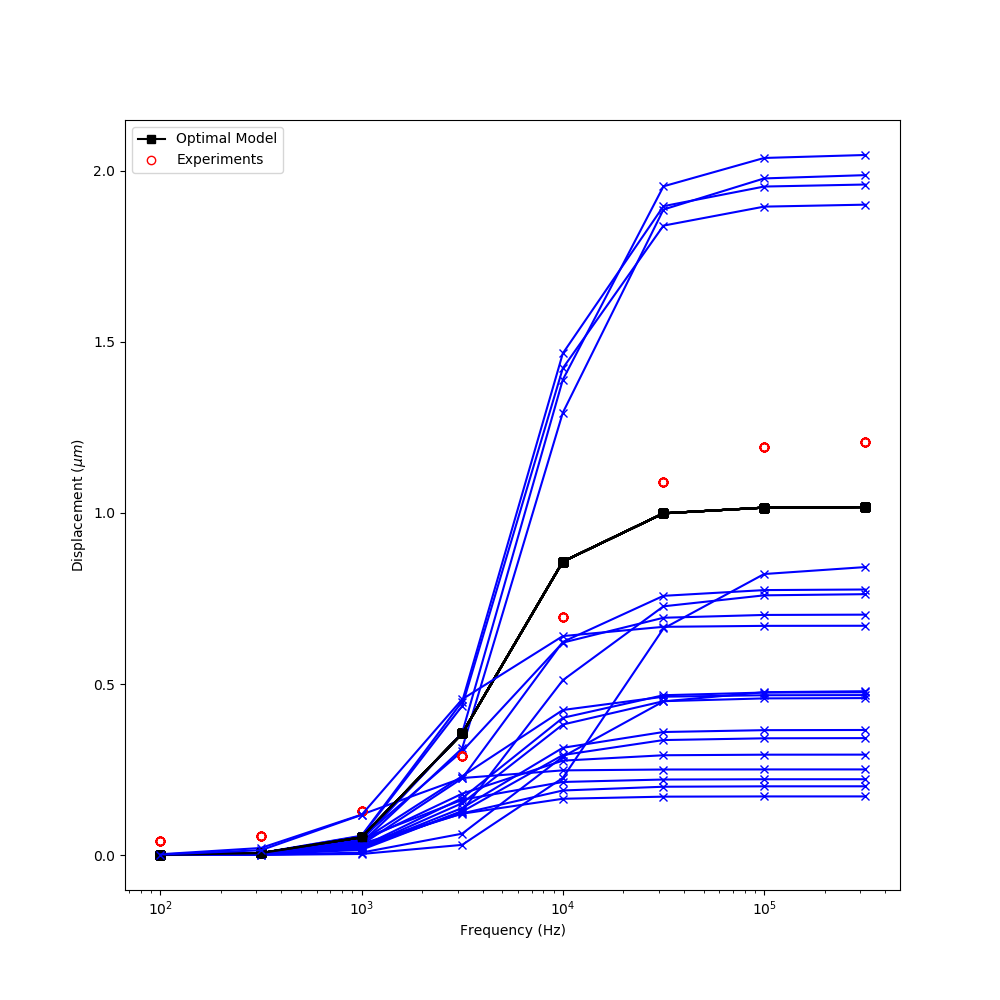 Optimal Model
Experiments
2.0
1.5
1.0
0.5
0.0
Displacement (μm)
10²
10³
10⁴
10⁵
Frequency (Hz)